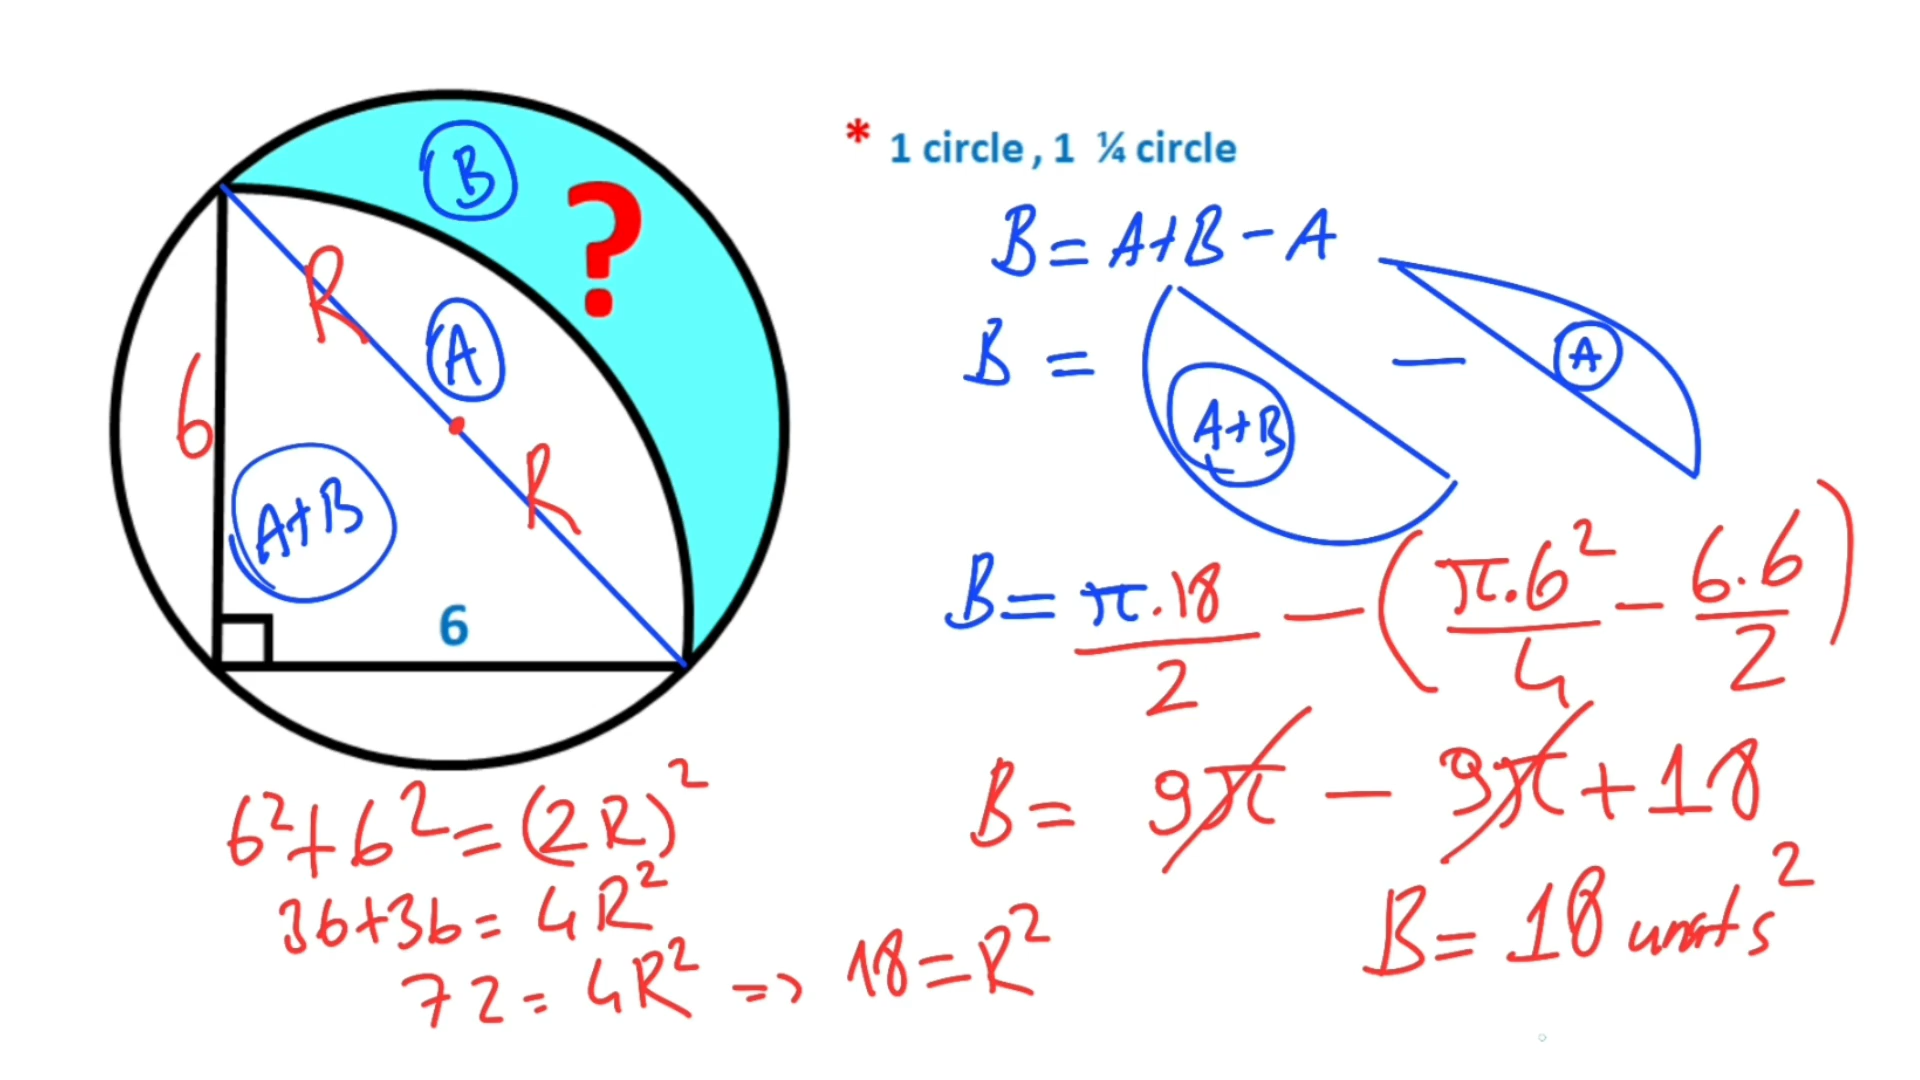 * 1 circle , 1 ¼ circle
B
?
R
A
6
R
A+B
6
B = A+B - A
B = A+B - A
B = π.18/2 - (π.6²/4 - 6.6/2)
B = 9π - 9π + 18
B = 18 units²
6² + 6² = (2R)²
36+36 = 4R²
72 = 4R² => 18 = R²